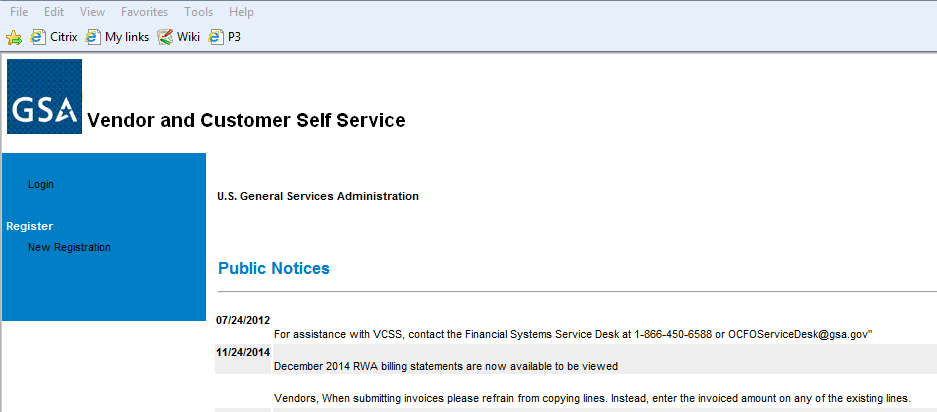 File Edit View Favorites Tools Help
Citrix My links Wiki P3
GSA
Vendor and Customer Self Service
Login
U.S. General Services Administration
Register
New Registration
Public Notices
07/24/2012
For assistance with VCSS, contact the Financial Systems Service Desk at 1-866-450-6588 or OCFOServiceDesk@gsa.gov"
11/24/2014
December 2014 RWA billing statements are now available to be viewed
Vendors, When submitting invoices please refrain from copying lines. Instead, enter the invoiced amount on any of the existing lines.